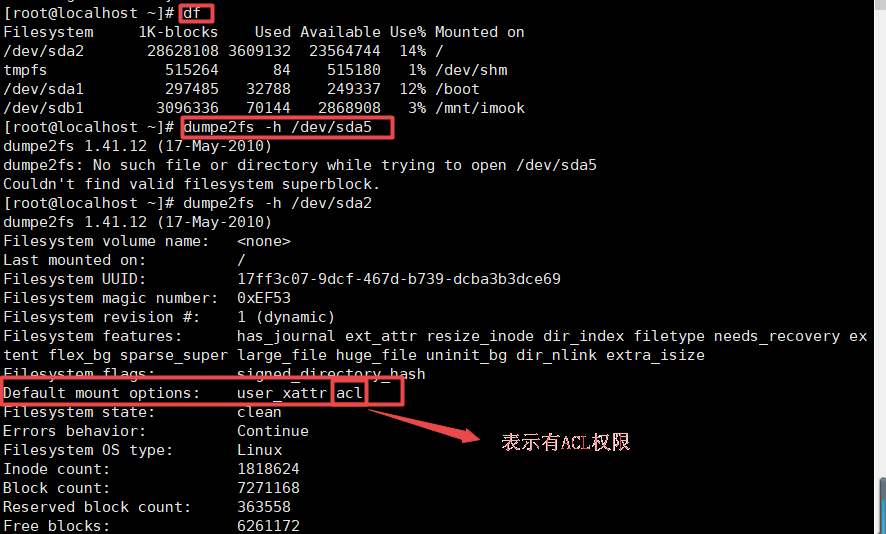 [root@localhost ~]# df
Filesystem     1K-blocks    Used Available Use% Mounted on
/dev/sda2       28628108 3609132  23564744  14% /
tmpfs             515264      84    515180   1% /dev/shm
/dev/sda1         297485   32788    249337  12% /boot
/dev/sdb1        3096336   70144   2868908   3% /mnt/imook
[root@localhost ~]# dumpe2fs -h /dev/sda5
dumpe2fs 1.41.12 (17-May-2010)
dumpe2fs: No such file or directory while trying to open /dev/sda5
Couldn't find valid filesystem superblock.
[root@localhost ~]# dumpe2fs -h /dev/sda2
dumpe2fs 1.41.12 (17-May-2010)
Filesystem volume name:   <none>
Last mounted on:          /
Filesystem UUID:          17ff3c07-9dcf-467d-b739-dcba3b3dce69
Filesystem magic number:  0xEF53
Filesystem revision #:    1 (dynamic)
Filesystem features:      has_journal ext_attr resize_inode dir_index filetype needs_recovery ex
tent flex_bg sparse_super large_file huge_file uninit_bg dir_nlink extra_isize
Filesystem flags:         signed_directory_hash
Default mount options:    user_xattr acl
Filesystem state:         clean
Errors behavior:          Continue
表示有ACL权限
Filesystem OS type:       Linux
Inode count:              1818624
Block count:              7271168
Reserved block count:     363558
Free blocks:              6261172